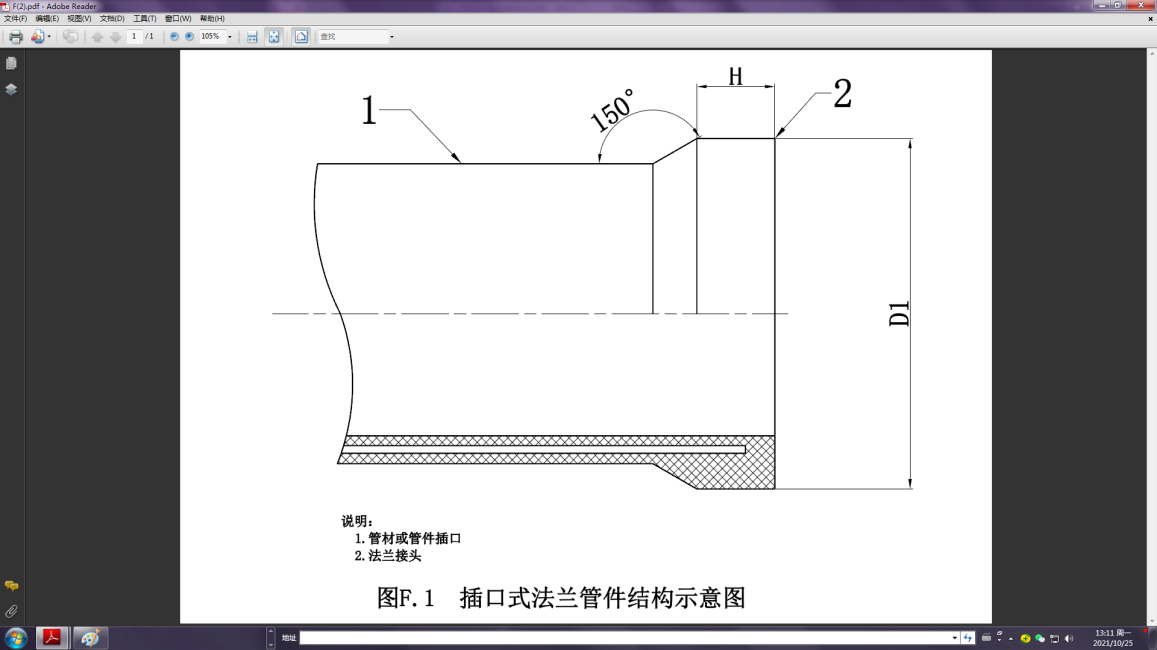 F(2).pdf - Adobe Reader
文件(F) 编辑(E) 视图(V) 文档(D) 工具(T) 窗口(W) 帮助(H)
1 / 1 105% 查找
H
1 150° 2
D1
说明:
1.管材或管件插口
2.法兰接头
图F.1 插口式法兰管件结构示意图
地址
13:11 周一
2021/10/25